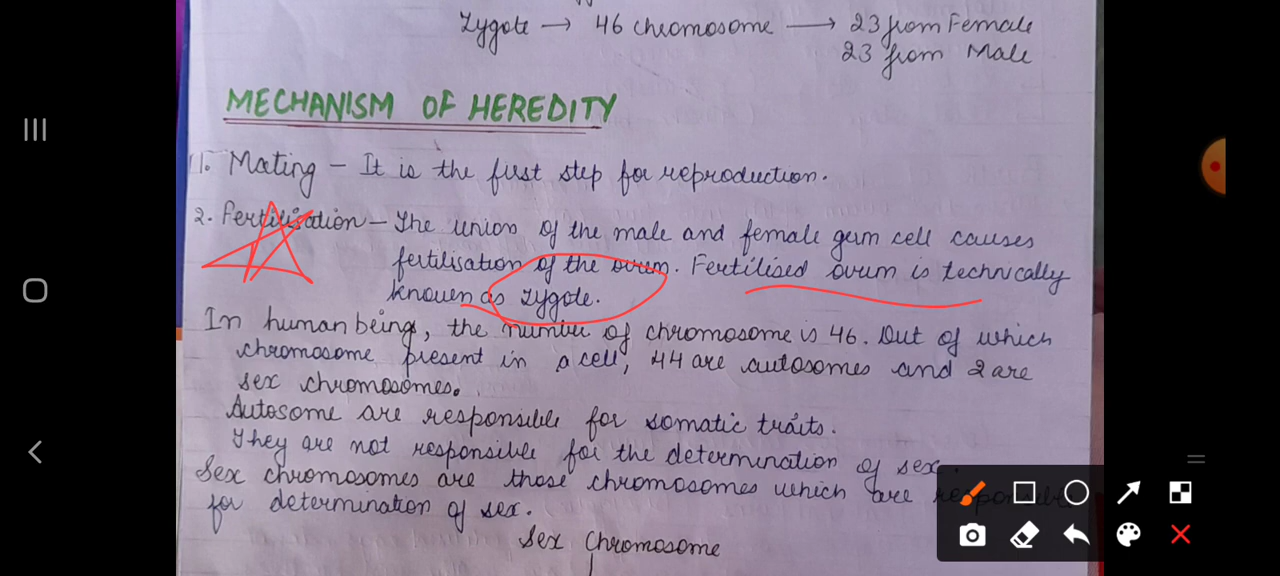 Zygote → 46 chromosome → 23 from Female
23 from Male
MECHANISM OF HEREDITY
1. Mating - It is the first step for reproduction.
2. Fertilisation - The union of the male and female gum cell causes
fertilisation of the ovum. Fertilised ovum is technically
known as zygote.
In human beings, the number of chromosome is 46. Out of which
chromosome present in a cell, 44 are autosomes and 2 are
sex chromosomes.
Autosome are responsible for somatic traits.
They are not responsible for the determination of sex.
Sex chromosomes are those chromosomes which are responsible
for determination of sex.
Sex Chromosome